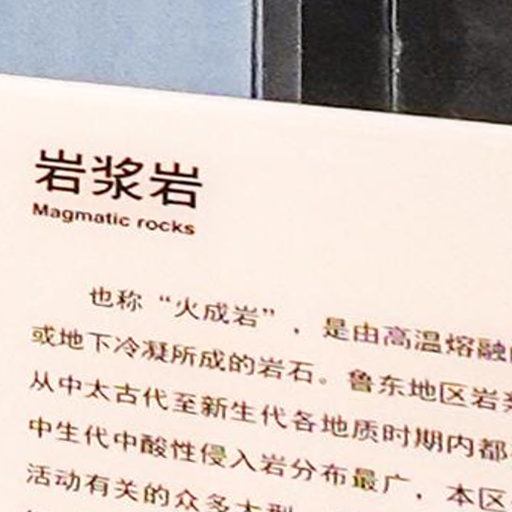 岩浆岩
Magmatic rocks
也称“火成岩”，是由高温熔融
或地下冷凝所成的岩石。鲁东地区岩
从中太古代至新生代各地质时期内都
中生代中酸性侵入岩分布最广，本区
活动有关的众多大型